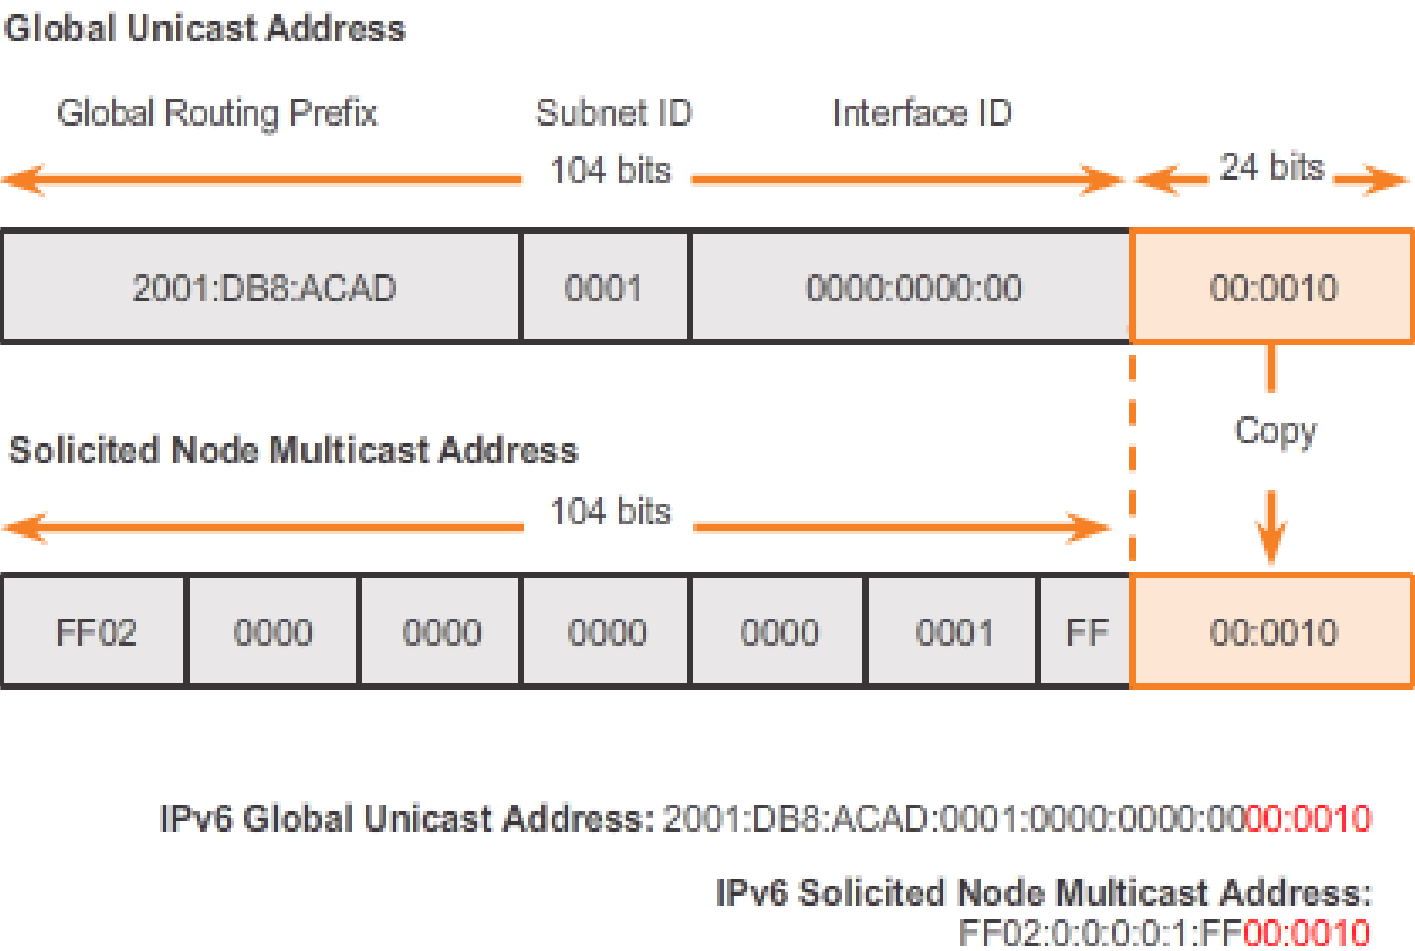 Global Unicast Address
Global Routing Prefix Subnet ID Interface ID
104 bits 24 bits
2001:DB8:ACAD 0001 0000:0000:00 00:0010
Copy
Solicited Node Multicast Address
104 bits
FF02 0000 0000 0000 0000 0001 FF 00:0010
IPv6 Global Unicast Address: 2001:DB8:ACAD:0001:0000:0000:0000:0010
IPv6 Solicited Node Multicast Address:
FF02:0:0:0:0:1:FF00:0010